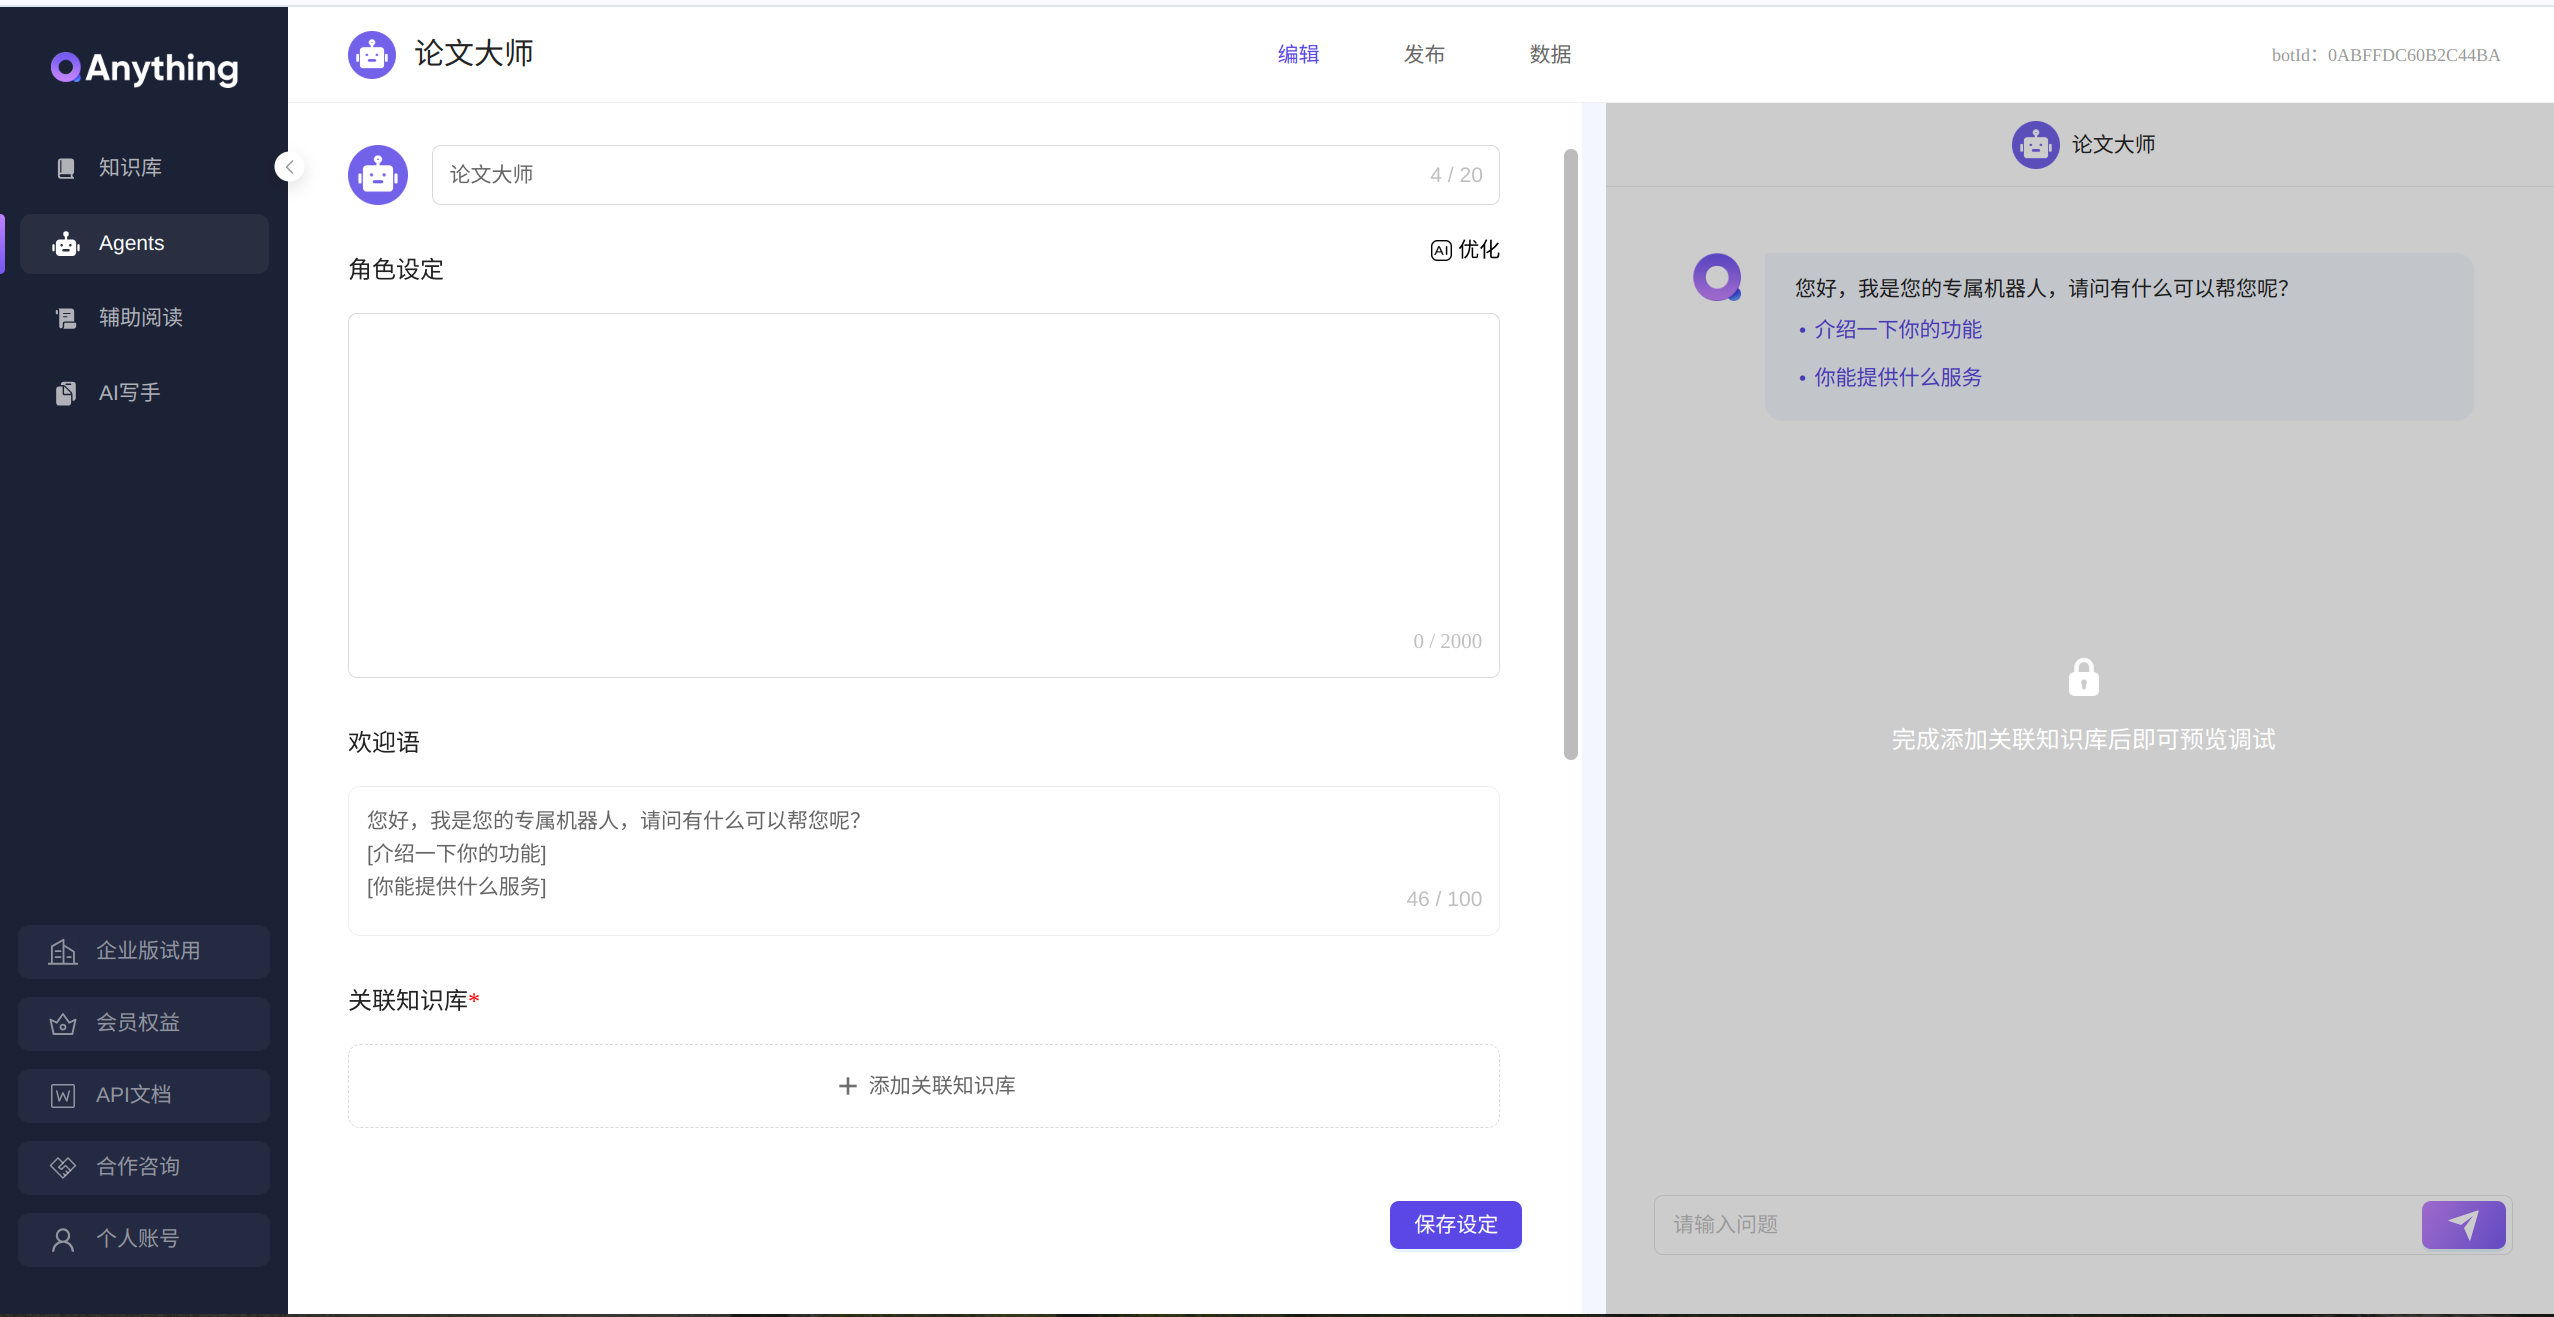 Anything
知识库
Agents
辅助阅读
AI写手
企业版试用
会员权益
API文档
合作咨询
个人账号
论文大师
编辑
发布
数据
botId：0ABFFDC60B2C44BA
论文大师
4 / 20
角色设定
AI 优化
0 / 2000
欢迎语
您好，我是您的专属机器人，请问有什么可以帮您呢？
[介绍一下你的功能]
[你能提供什么服务]
46 / 100
关联知识库*
+ 添加关联知识库
保存设定
论文大师
您好，我是您的专属机器人，请问有什么可以帮您呢？
• 介绍一下你的功能
• 你能提供什么服务
完成添加关联知识库后即可预览调试
请输入问题